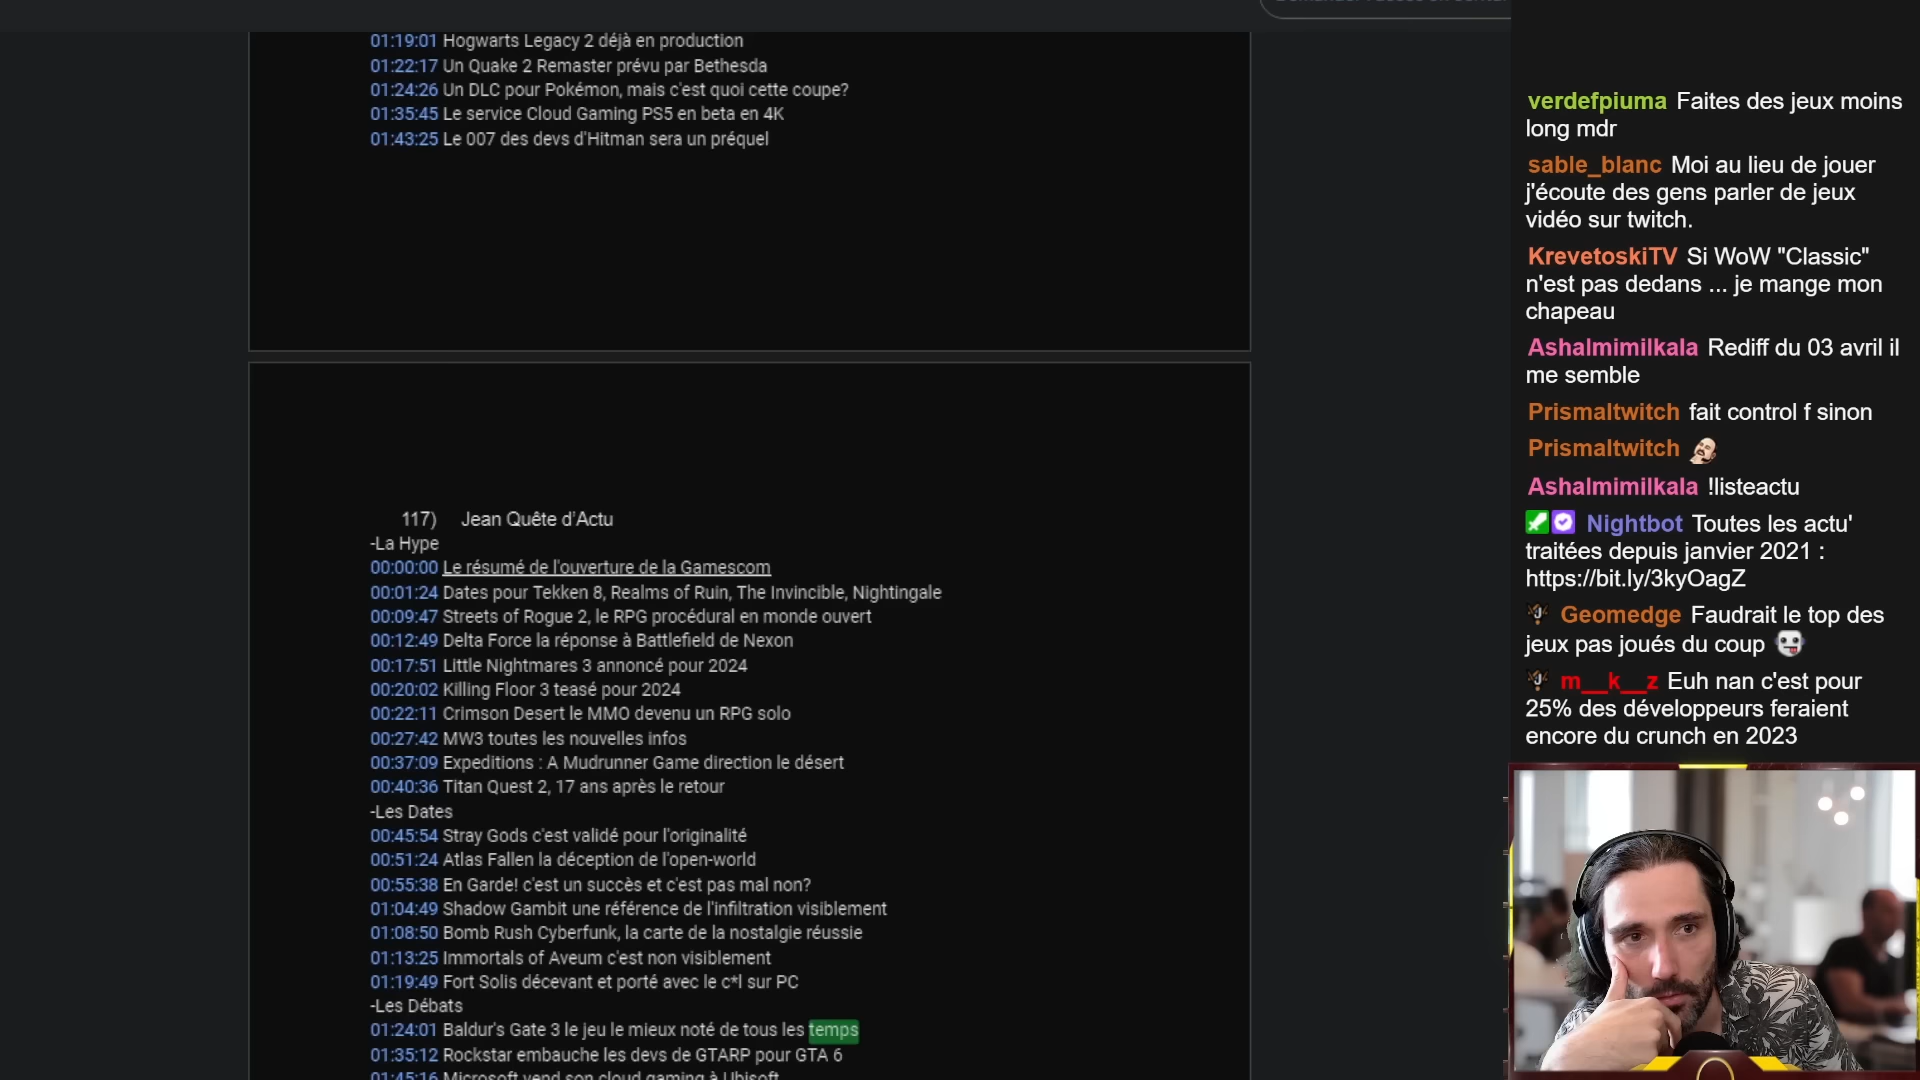 01:19:01 Hogwarts Legacy 2 déjà en production
01:22:17 Un Quake 2 Remaster prévu par Bethesda
01:24:26 Un DLC pour Pokémon, mais c'est quoi cette coupe?
01:35:45 Le service Cloud Gaming PS5 en beta en 4K
01:43:25 Le 007 des devs d'Hitman sera un préquel
117) Jean Quête d'Actu
-La Hype
00:00:00 Le résumé de l'ouverture de la Gamescom
00:01:24 Dates pour Tekken 8, Realms of Ruin, The Invincible, Nightingale
00:09:47 Streets of Rogue 2, le RPG procédural en monde ouvert
00:12:49 Delta Force la réponse à Battlefield de Nexon
00:17:51 Little Nightmares 3 annoncé pour 2024
00:20:02 Killing Floor 3 teasé pour 2024
00:22:11 Crimson Desert le MMO devenu un RPG solo
00:27:42 MW3 toutes les nouvelles infos
00:37:09 Expeditions : A Mudrunner Game direction le désert
00:40:36 Titan Quest 2, 17 ans après le retour
-Les Dates
00:45:54 Stray Gods c'est validé pour l'originalité
00:51:24 Atlas Fallen la déception de l'open-world
00:55:38 En Garde! c'est un succès et c'est pas mal non?
01:04:49 Shadow Gambit une référence de l'infiltration visiblement
01:08:50 Bomb Rush Cyberfunk, la carte de la nostalgie réussie
01:13:25 Immortals of Aveum c'est non visiblement
01:19:49 Fort Solis décevant et porté avec le c*l sur PC
-Les Débats
01:24:01 Baldur's Gate 3 le jeu le mieux noté de tous les temps
01:35:12 Rockstar embauche les devs de GTARP pour GTA 6
01:45:16 Microsoft vend son cloud gaming à Ubisoft
verdefpiuma Faites des jeux moins
long mdr
sable_blanc Moi au lieu de jouer
j'écoute des gens parler de jeux
vidéo sur twitch.
KrevetoskiTV Si WoW "Classic"
n'est pas dedans ... je mange mon
chapeau
Ashalmimilkala Rediff du 03 avril il
me semble
Prismaltwitch fait control f sinon
Prismaltwitch
Ashalmimilkala !listeactu
Nightbot Toutes les actu'
traitées depuis janvier 2021 :
https://bit.ly/3kyOagZ
Geomedge Faudrait le top des
jeux pas joués du coup
m__k__z Euh nan c'est pour
25% des développeurs feraient
encore du crunch en 2023